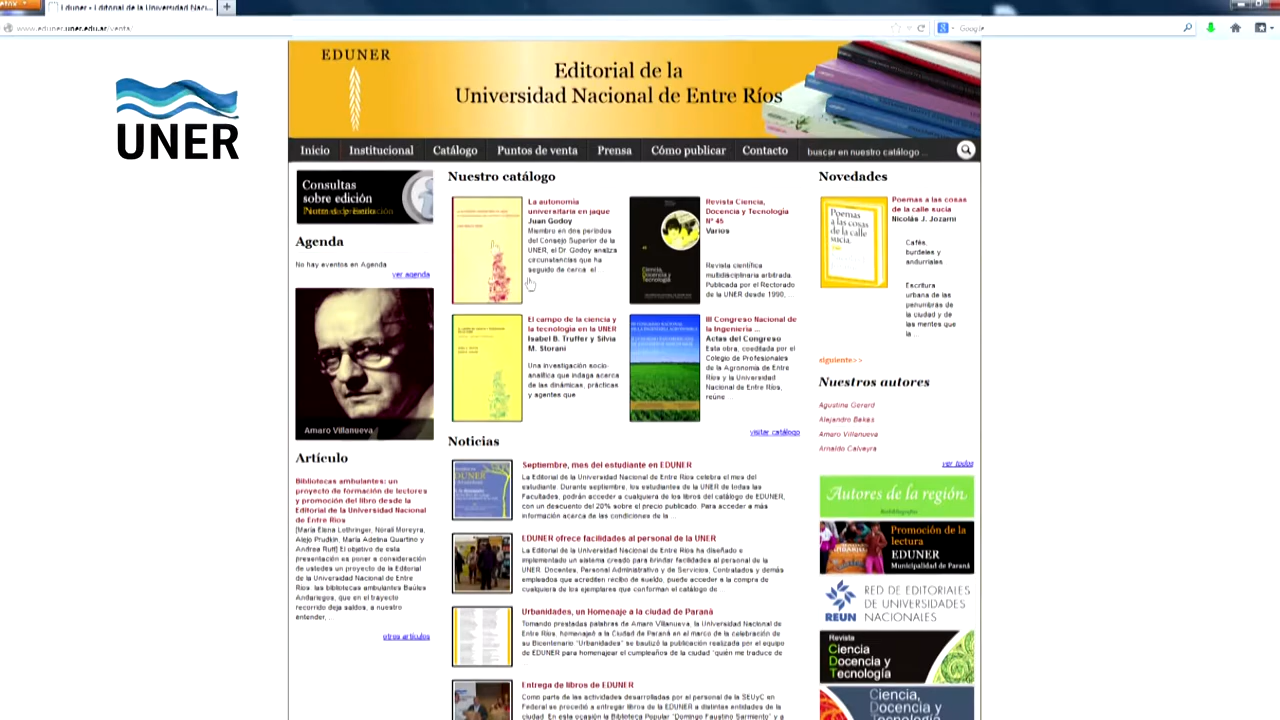 Eduner - Editorial de la Universidad Naci...
www.eduner.uner.edu.ar/venta/
Google
UNER
EDUNER
Editorial de la
Universidad Nacional de Entre Ríos
Inicio
Institucional
Catálogo
Puntos de venta
Prensa
Cómo publicar
Contacto
buscar en nuestro catálogo ...
Consultas
sobre edición
Agenda
No hay eventos en Agenda
ver agenda
Amaro Villanueva
Artículo
Bibliotecas ambulantes: un
proyecto de formación de lectores
y promoción del libro desde la
Editorial de la Universidad Nacional
de Entre Ríos
[María Elena Lothringer, Norali Moreyra,
Alejo Prudkin, María Adelina Quartino y
Andrea Ruff] El objetivo de esta
presentación es poner a consideración
de ustedes un proyecto de la Editorial
de la Universidad Nacional de Entre
Ríos: las bibliotecas ambulantes Baúles
Andariegos, que en el trayecto
recorrido deja saldos, a nuestro
entender, ...
otros artículos
Nuestro catálogo
La autonomía
universitaria en jaque
Juan Godoy
Miembro en dos períodos
del Consejo Superior de la
UNER, el Dr. Godoy analiza
circunstancias que ha
seguido de cerca: el ...
Revista Ciencia,
Docencia y Tecnología
Nº 45
Varios
Revista científica
multidisciplinaria arbitrada.
Publicada por el Rectorado
de la UNER desde 1990, ...
El campo de la ciencia y
la tecnología en la UNER
Isabel B. Truffer y Silvia
M. Storani
Una investigación socio-
analítica que indaga acerca
de las dinámicas, prácticas
y agentes que
III Congreso Nacional de
la Ingeniería ...
Actas del Congreso
Esta obra, coeditada por el
Colegio de Profesionales
de la Agronomía de Entre
Ríos y la Universidad
Nacional de Entre Ríos,
reúne ...
visitar catálogo
Noticias
Septiembre, mes del estudiante en EDUNER
La Editorial de la Universidad Nacional de Entre Ríos celebra el mes del
estudiante. Durante septiembre, los estudiantes de la UNER de todas las
Facultades, podrán acceder a cualquiera de los libros del catálogo de EDUNER,
con un descuento del 20% sobre el precio publicado. Para acceder a más
información acerca de las condiciones de la ...
EDUNER ofrece facilidades al personal de la UNER
La Editorial de la Universidad Nacional de Entre Ríos ha diseñado e
implementado un sistema creado para brindar facilidades al personal de la
UNER. Docentes, Personal Administrativo y de Servicios, Contratados y demás
empleados que acrediten recibo de sueldo, puede acceder a la compra de
cualquiera de los ejemplares que conforman el catálogo de ...
Urbanidades, un Homenaje a la ciudad de Paraná
Tomando prestadas palabras de Amaro Villanueva, la Universidad Nacional de
Entre Ríos, homenajeó a la Ciudad de Paraná en el marco de la celebración de
su Bicentenario "Urbanidades" se bautizó la publicación realizada por el equipo
de EDUNER para homenajear el cumpleaños de la ciudad "quién me traduce de
...
Entrega de libros de EDUNER
Como parte de las actividades desarrolladas por el personal de la SEUyC en
Federal se procedió a entregar libros de la EDUNER a distintas entidades de la
ciudad. En esta ocasión la Biblioteca Popular "Domingo Faustino Sarmiento" y a
Novedades
Poemas
a las cosas
de la calle
sucia.
Poemas a las cosas
de la calle sucia
Nicolás J. Jozami
Cafés,
burdeles y
andurriales
Escritura
urbana de las
penumbras de
la ciudad y de
las mentes que
la ...
siguiente>>
Nuestros autores
Agustina Gerard
Alejandro Bekes
Amaro Villanueva
Arnaldo Calveyra
ver todos
Autores de la región
Promoción de la
lectura
EDUNER
Municipalidad de Paraná
REUN
RED DE EDITORIALES
DE UNIVERSIDADES
NACIONALES
Revista
Ciencia
Docencia y
Tecnología
Ciencia,
Docencia y
Tecnología